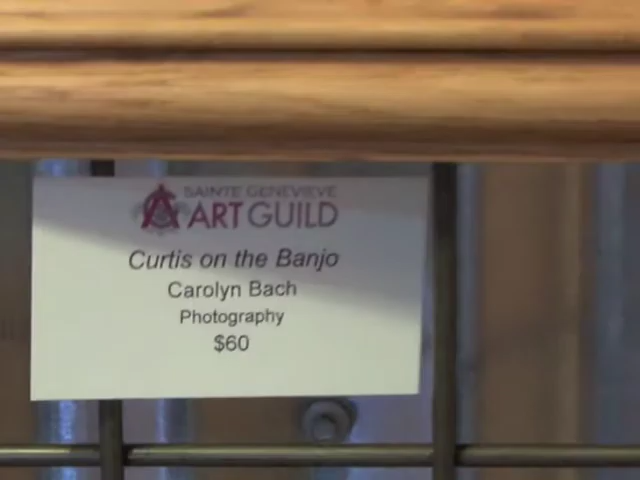 SAINTE GENEVIEVE
ART GUILD
Curtis on the Banjo
Carolyn Bach
Photography
$60